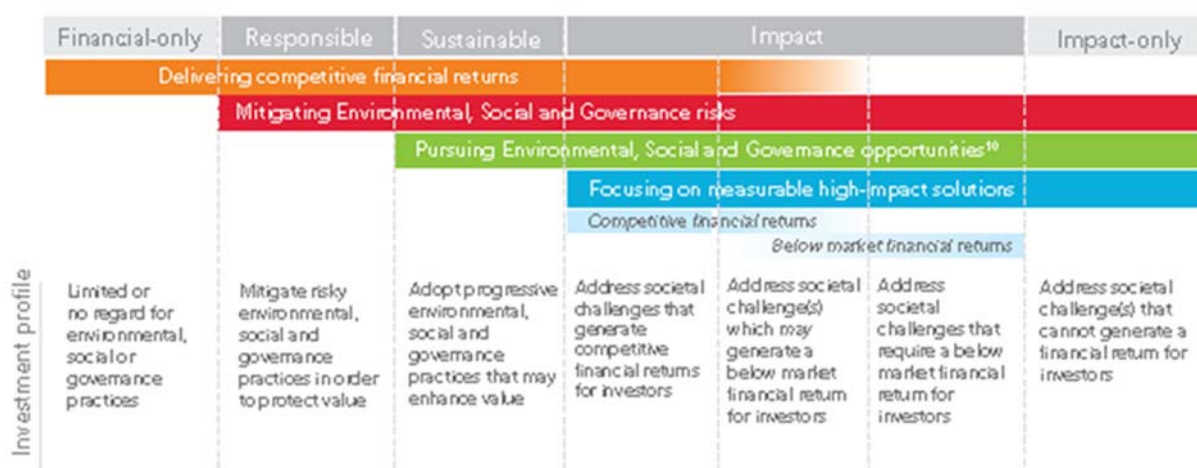 Financial-only Responsible Sustainable Impact Impact-only
Delivering competitive financial returns
Mitigating Environmental, Social and Governance risks
Pursuing Environmental, Social and Governance opportunities¹⁰
Focusing on measurable high-impact solutions
Competitive financial returns
Below market financial returns
Investment profile
Limited or
no regard for
environmental,
social or
governance
practices
Mitigate risky
environmental,
social and
governance
practices in order
to protect value
Adopt progressive
environmental,
social and
governance
practices that may
enhance value
Address societal
challenges that
generate
competitive
financial returns
for investors
Address societal
challenge(s)
which may
generate a
below market
financial return
for investors
Address
societal
challenges that
require a below
market financial
return for
investors
Address societal
challenge(s) that
cannot generate a
financial return for
investors